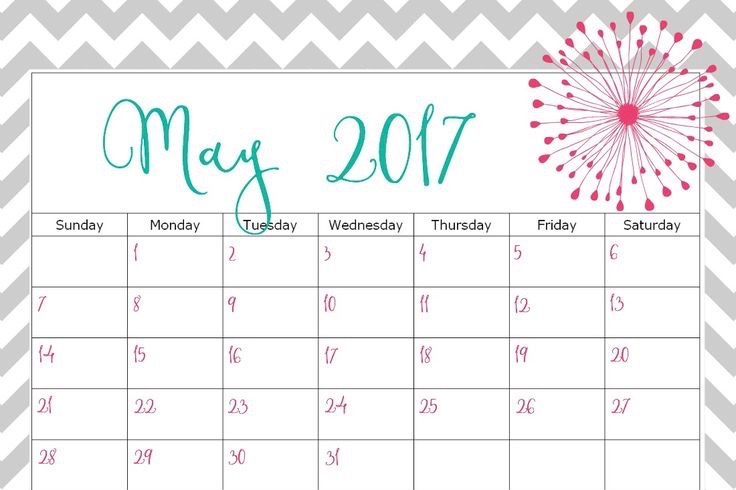 May 2017
Sunday Monday Tuesday Wednesday Thursday Friday Saturday
1 2 3 4 5 6
7 8 9 10 11 12 13
14 15 16 17 18 19 20
21 22 23 24 25 26 27
28 29 30 31